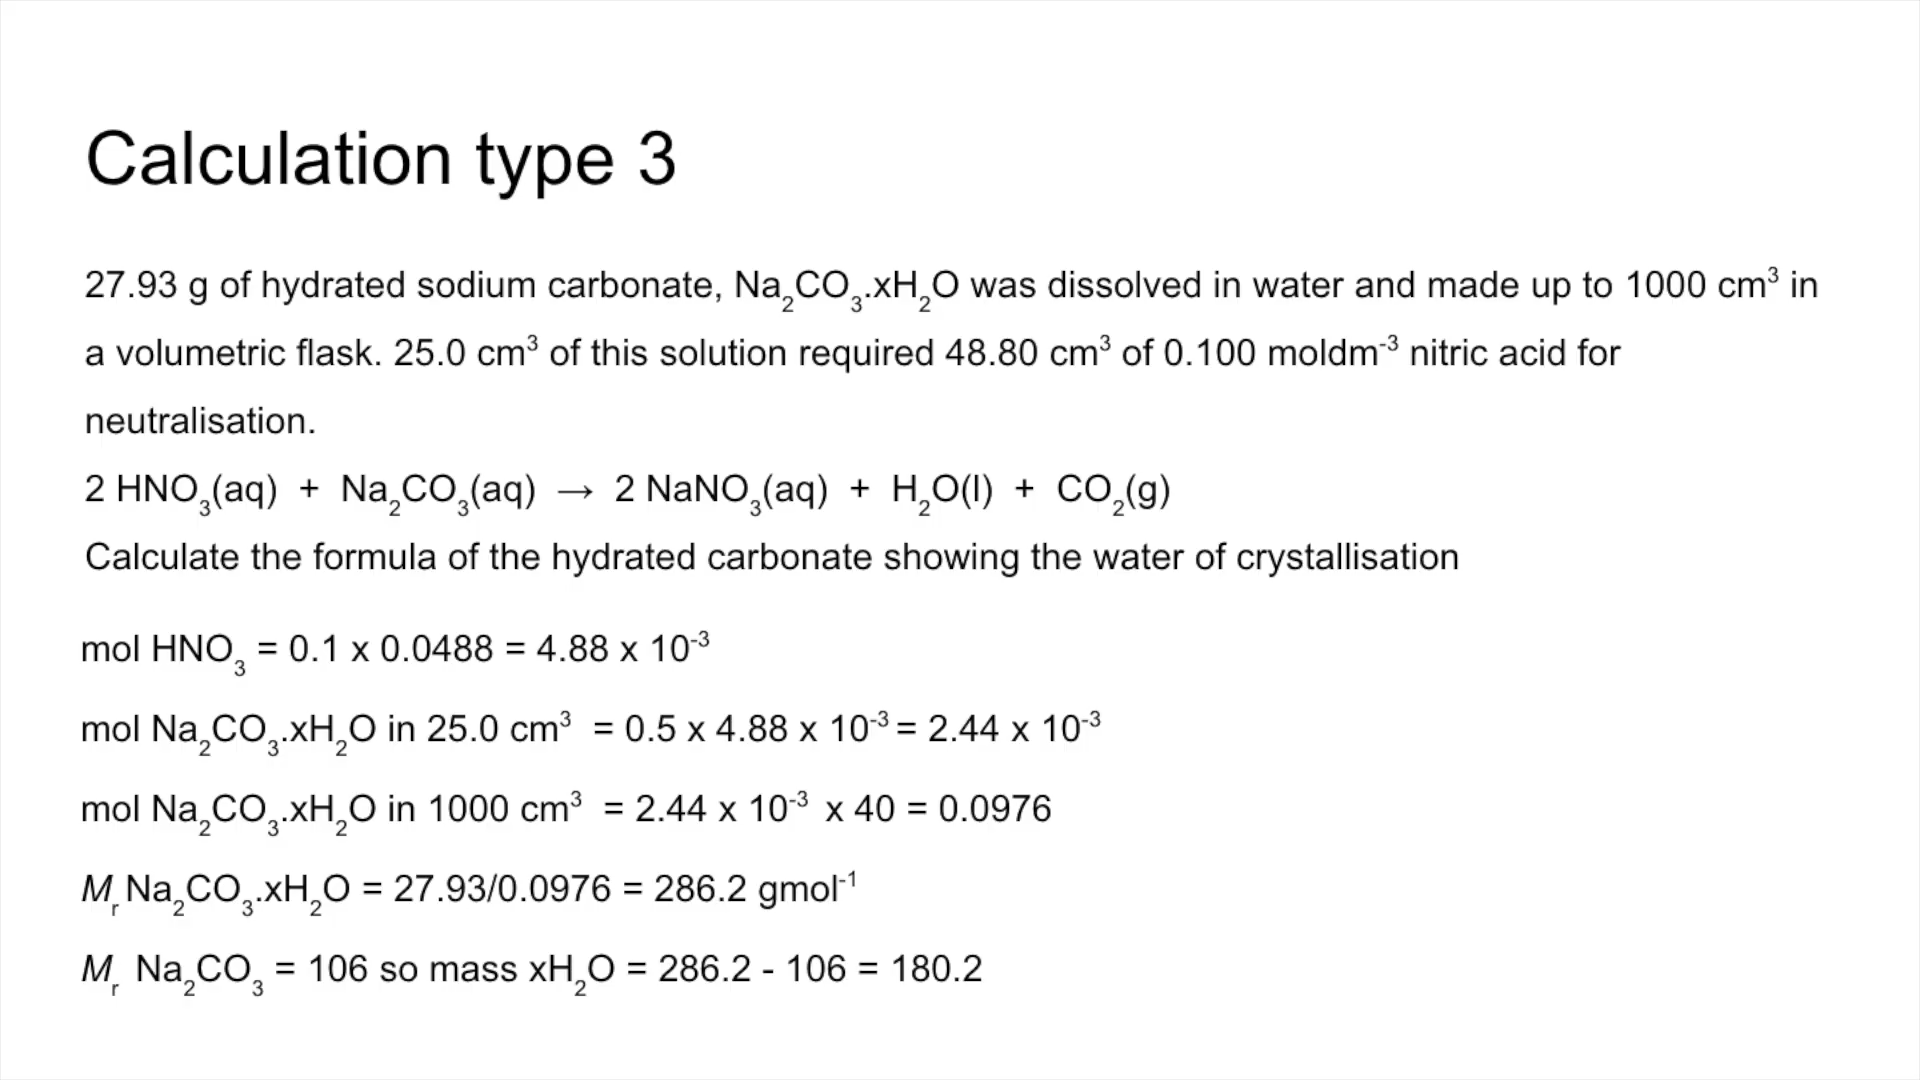 Calculation type 3
27.93 g of hydrated sodium carbonate, Na₂CO₃.xH₂O was dissolved in water and made up to 1000 cm³ in
a volumetric flask. 25.0 cm³ of this solution required 48.80 cm³ of 0.100 moldm⁻³ nitric acid for
neutralisation.
2 HNO₃(aq) + Na₂CO₃(aq) → 2 NaNO₃(aq) + H₂O(l) + CO₂(g)
Calculate the formula of the hydrated carbonate showing the water of crystallisation
mol HNO₃ = 0.1 x 0.0488 = 4.88 x 10⁻³
mol Na₂CO₃.xH₂O in 25.0 cm³ = 0.5 x 4.88 x 10⁻³ = 2.44 x 10⁻³
mol Na₂CO₃.xH₂O in 1000 cm³ = 2.44 x 10⁻³ x 40 = 0.0976
Mᵣ Na₂CO₃.xH₂O = 27.93/0.0976 = 286.2 gmol⁻¹
Mᵣ Na₂CO₃ = 106 so mass xH₂O = 286.2 - 106 = 180.2